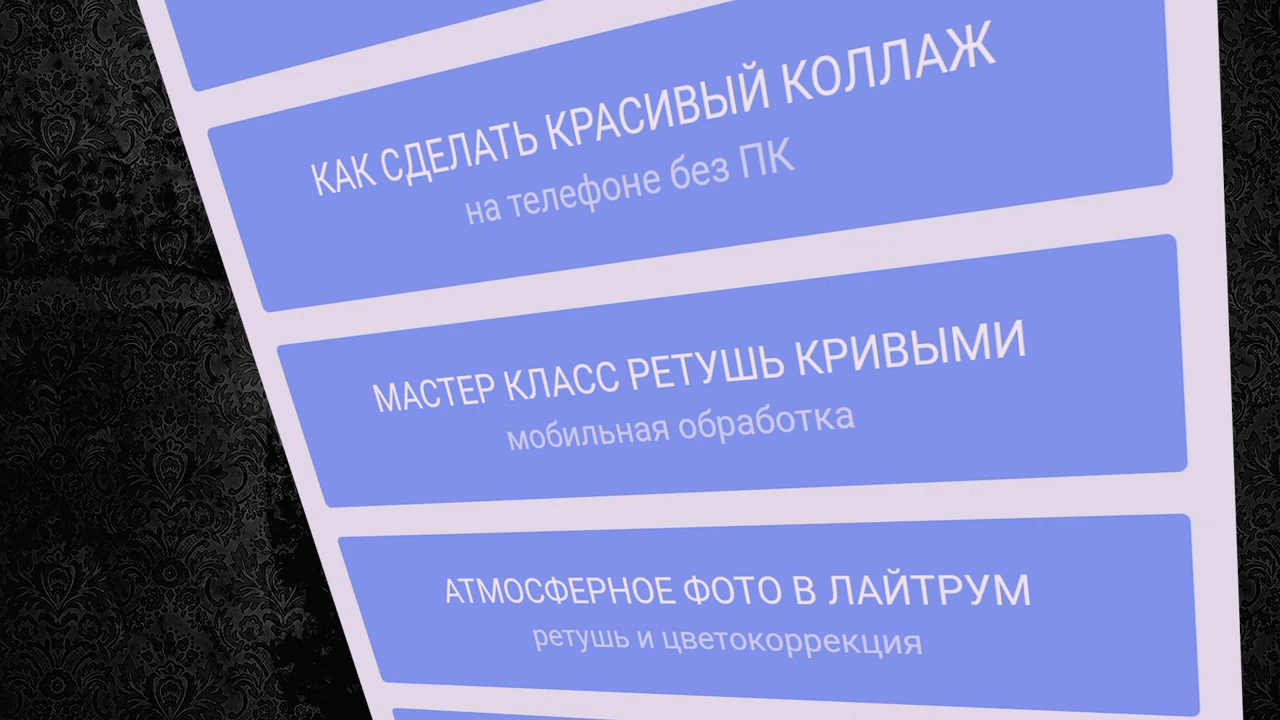 КАК СДЕЛАТЬ КРАСИВЫЙ КОЛЛАЖ
на телефоне без ПК
МАСТЕР КЛАСС РЕТУШЬ КРИВЫМИ
мобильная обработка
АТМОСФЕРНОЕ ФОТО В ЛАЙТРУМ
ретушь и цветокоррекция